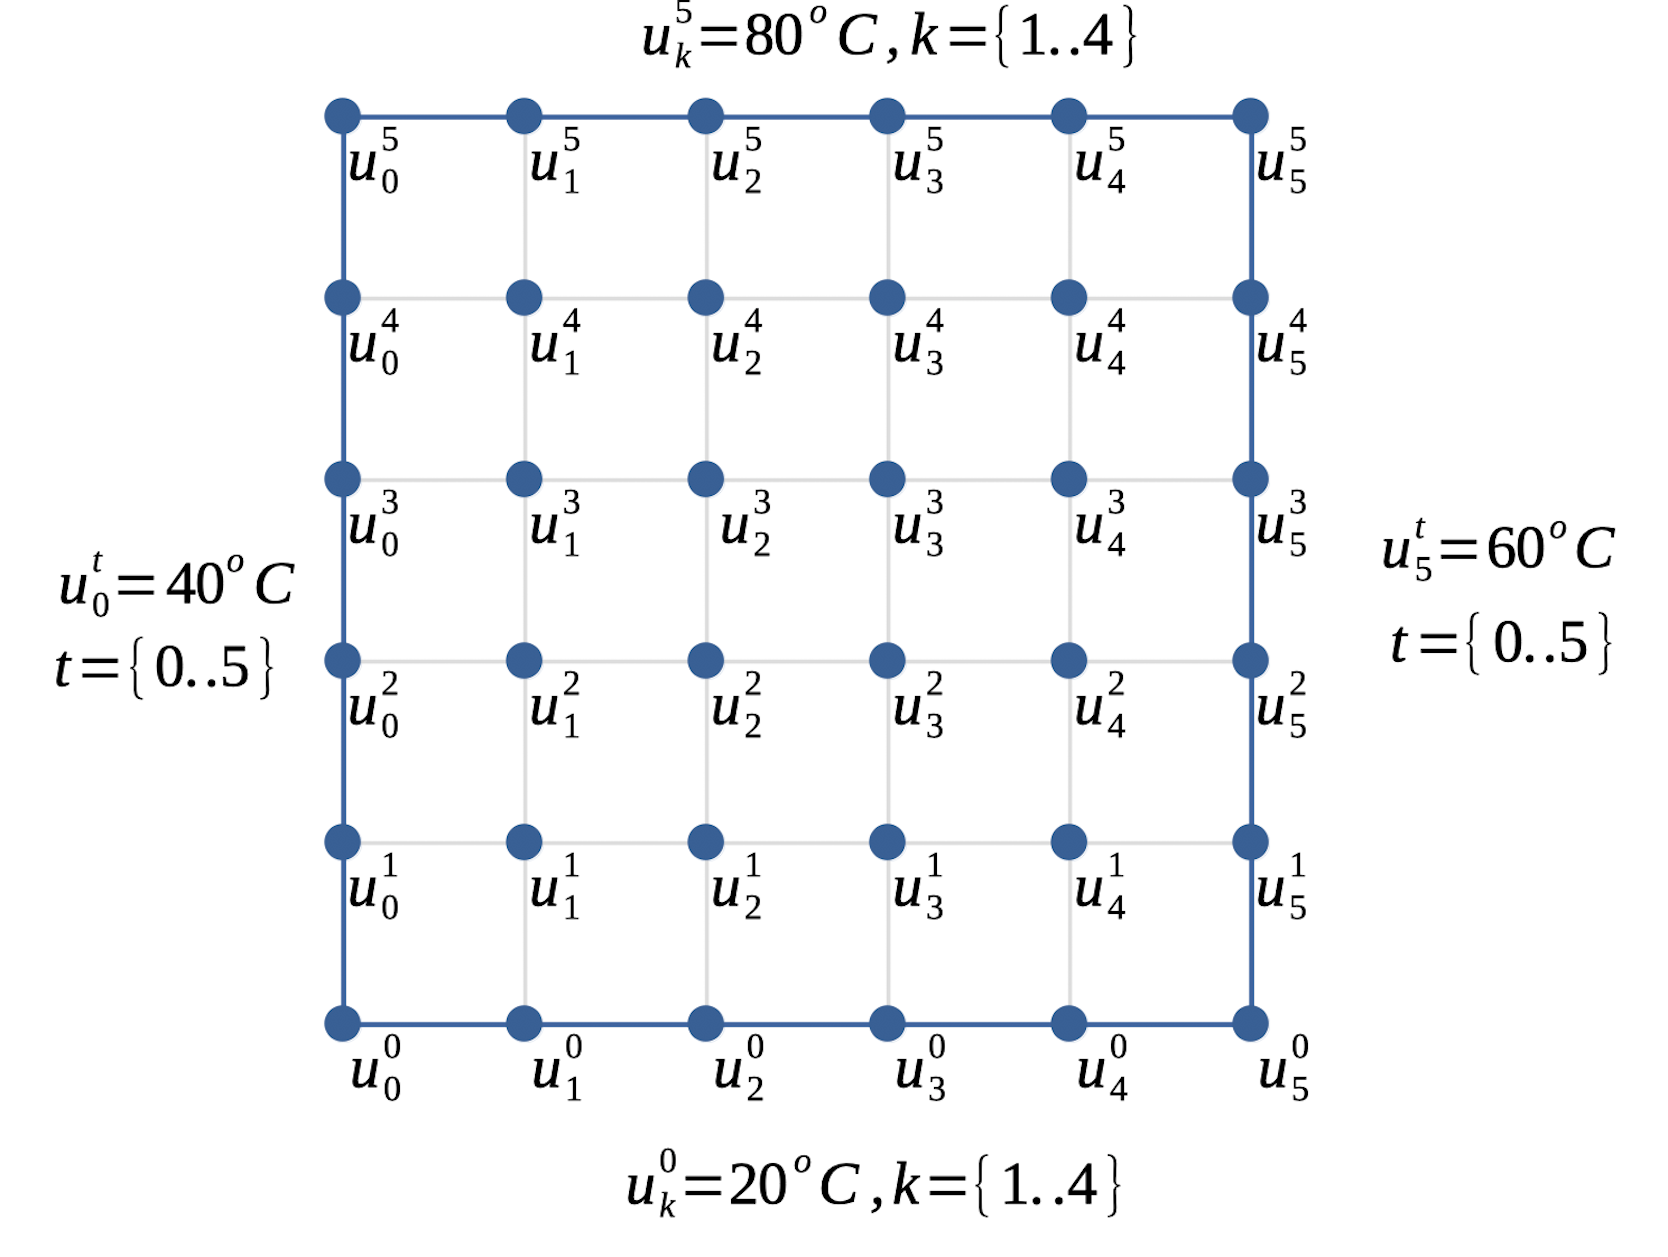 u_k^5=80°C, k={1..4}
u_0^5 u_1^5 u_2^5 u_3^5 u_4^5 u_5^5
u_0^4 u_1^4 u_2^4 u_3^4 u_4^4 u_5^4
u_0^3 u_1^3 u_2^3 u_3^3 u_4^3 u_5^3
u_0^t=40°C
t={0..5}
u_5^t=60°C
t={0..5}
u_0^2 u_1^2 u_2^2 u_3^2 u_4^2 u_5^2
u_0^1 u_1^1 u_2^1 u_3^1 u_4^1 u_5^1
u_0^0 u_1^0 u_2^0 u_3^0 u_4^0 u_5^0
u_k^0=20°C, k={1..4}